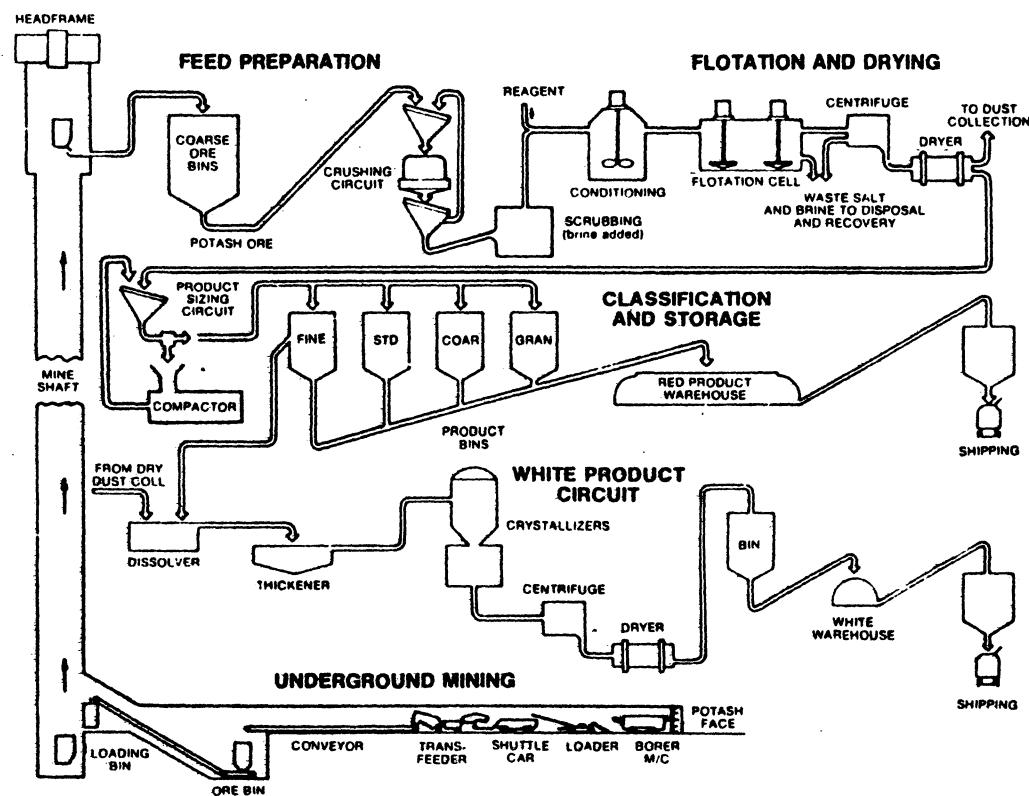 HEADFRAME
FEED PREPARATION
FLOTATION AND DRYING
REAGENT
CENTRIFUGE
TO DUST
COLLECTION
COARSE
ORE
BINS
CRUSHING
CIRCUIT
DRYER
CONDITIONING
FLOTATION CELL
WASTE SALT
AND BRINE TO DISPOSAL
AND RECOVERY
POTASH ORE
SCRUBBING
(brine added)
PRODUCT
SIZING
CIRCUIT
CLASSIFICATION
AND STORAGE
FINE
STD
COAR
GRAN
MINE
SHAFT
COMPACTOR
RED PRODUCT
WAREHOUSE
PRODUCT
BINS
SHIPPING
FROM DRY
DUST COLL
WHITE PRODUCT
CIRCUIT
CRYSTALLIZERS
DISSOLVER
THICKENER
BIN
CENTRIFUGE
DRYER
WHITE
WAREHOUSE
UNDERGROUND MINING
SHIPPING
POTASH
FACE
LOADING
BIN
CONVEYOR
TRANS-
FEEDER
SHUTTLE
CAR
LOADER
BORER
M/C
ORE BIN